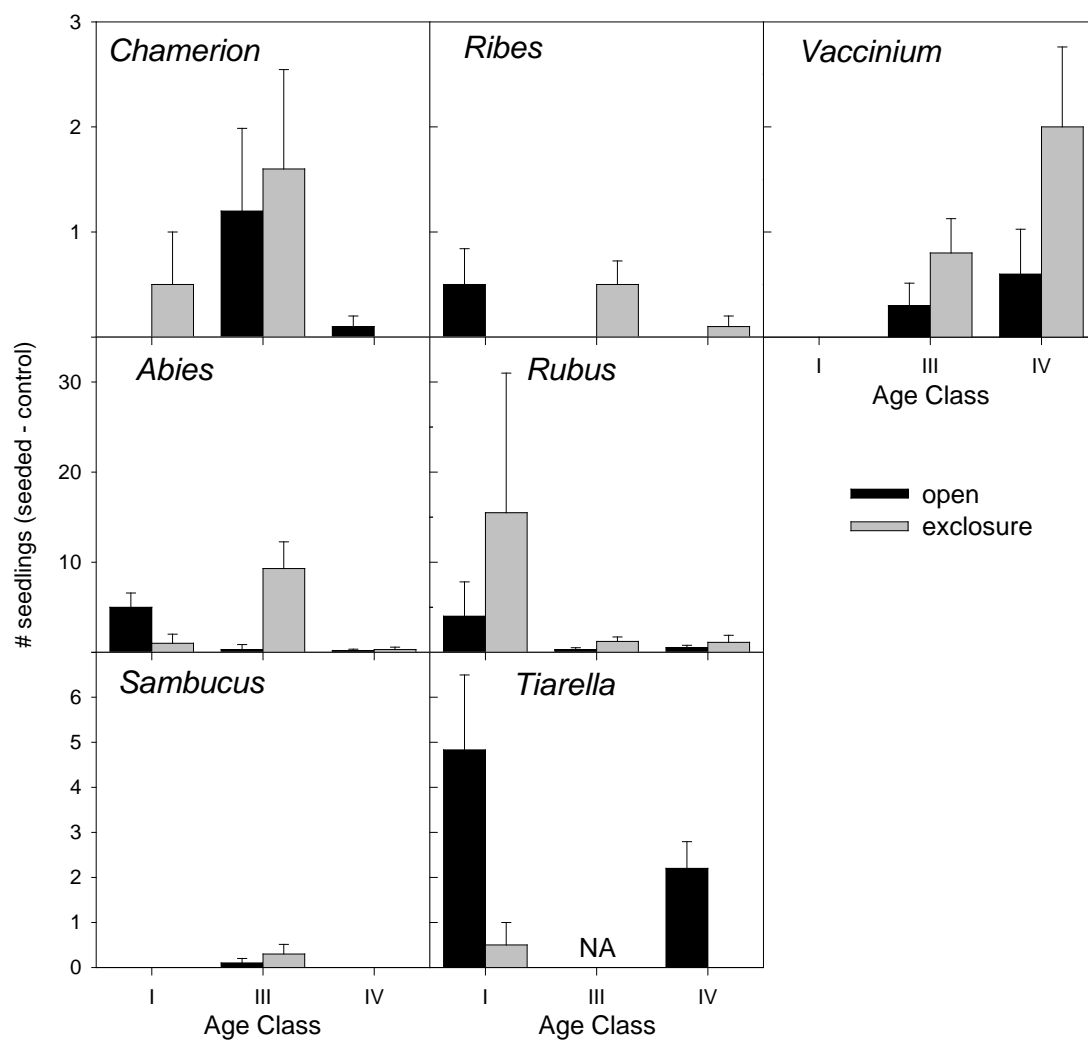 3
Chamerion
Ribes
Vaccinium
2
1
Abies
Rubus
I
III
IV
Age Class
30
20
10
# seedlings (seeded - control)
open
exclosure
Sambucus
Tiarella
6
5
4
3
2
1
0
NA
I
III
IV
I
III
IV
Age Class
Age Class